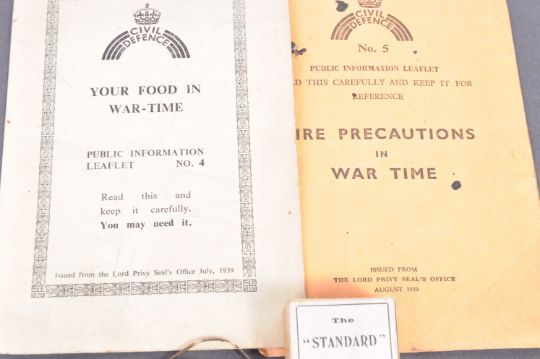 CIVIL
DEFENCE
YOUR FOOD IN
WAR-TIME
PUBLIC INFORMATION
LEAFLET NO. 4
Read this and
keep it carefully.
You may need it.
Issued from the Lord Privy Seal's Office July, 1939
CIVIL
DEFENCE
No. 5
PUBLIC INFORMATION LEAFLET
D THIS CAREFULLY AND KEEP IT FOR
REFERENCE
IRE PRECAUTIONS
IN
WAR TIME
ISSUED FROM
THE LORD PRIVY SEAL'S OFFICE
AUGUST 1939
The
"STANDARD"